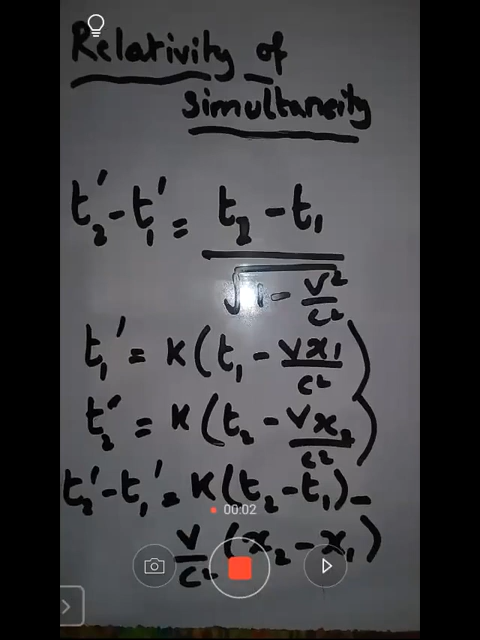 Relativity of
Simultaneity
t₂' - t₁' = t₂ - t₁ / √1 - v²/c²
t₁' = K(t₁ - Vx₁/c²)
t₂' = K(t₂ - Vx₂/c²)
t₂' - t₁' = K(t₂ - t₁) -
00:02
V/c² (x₂ - x₁)